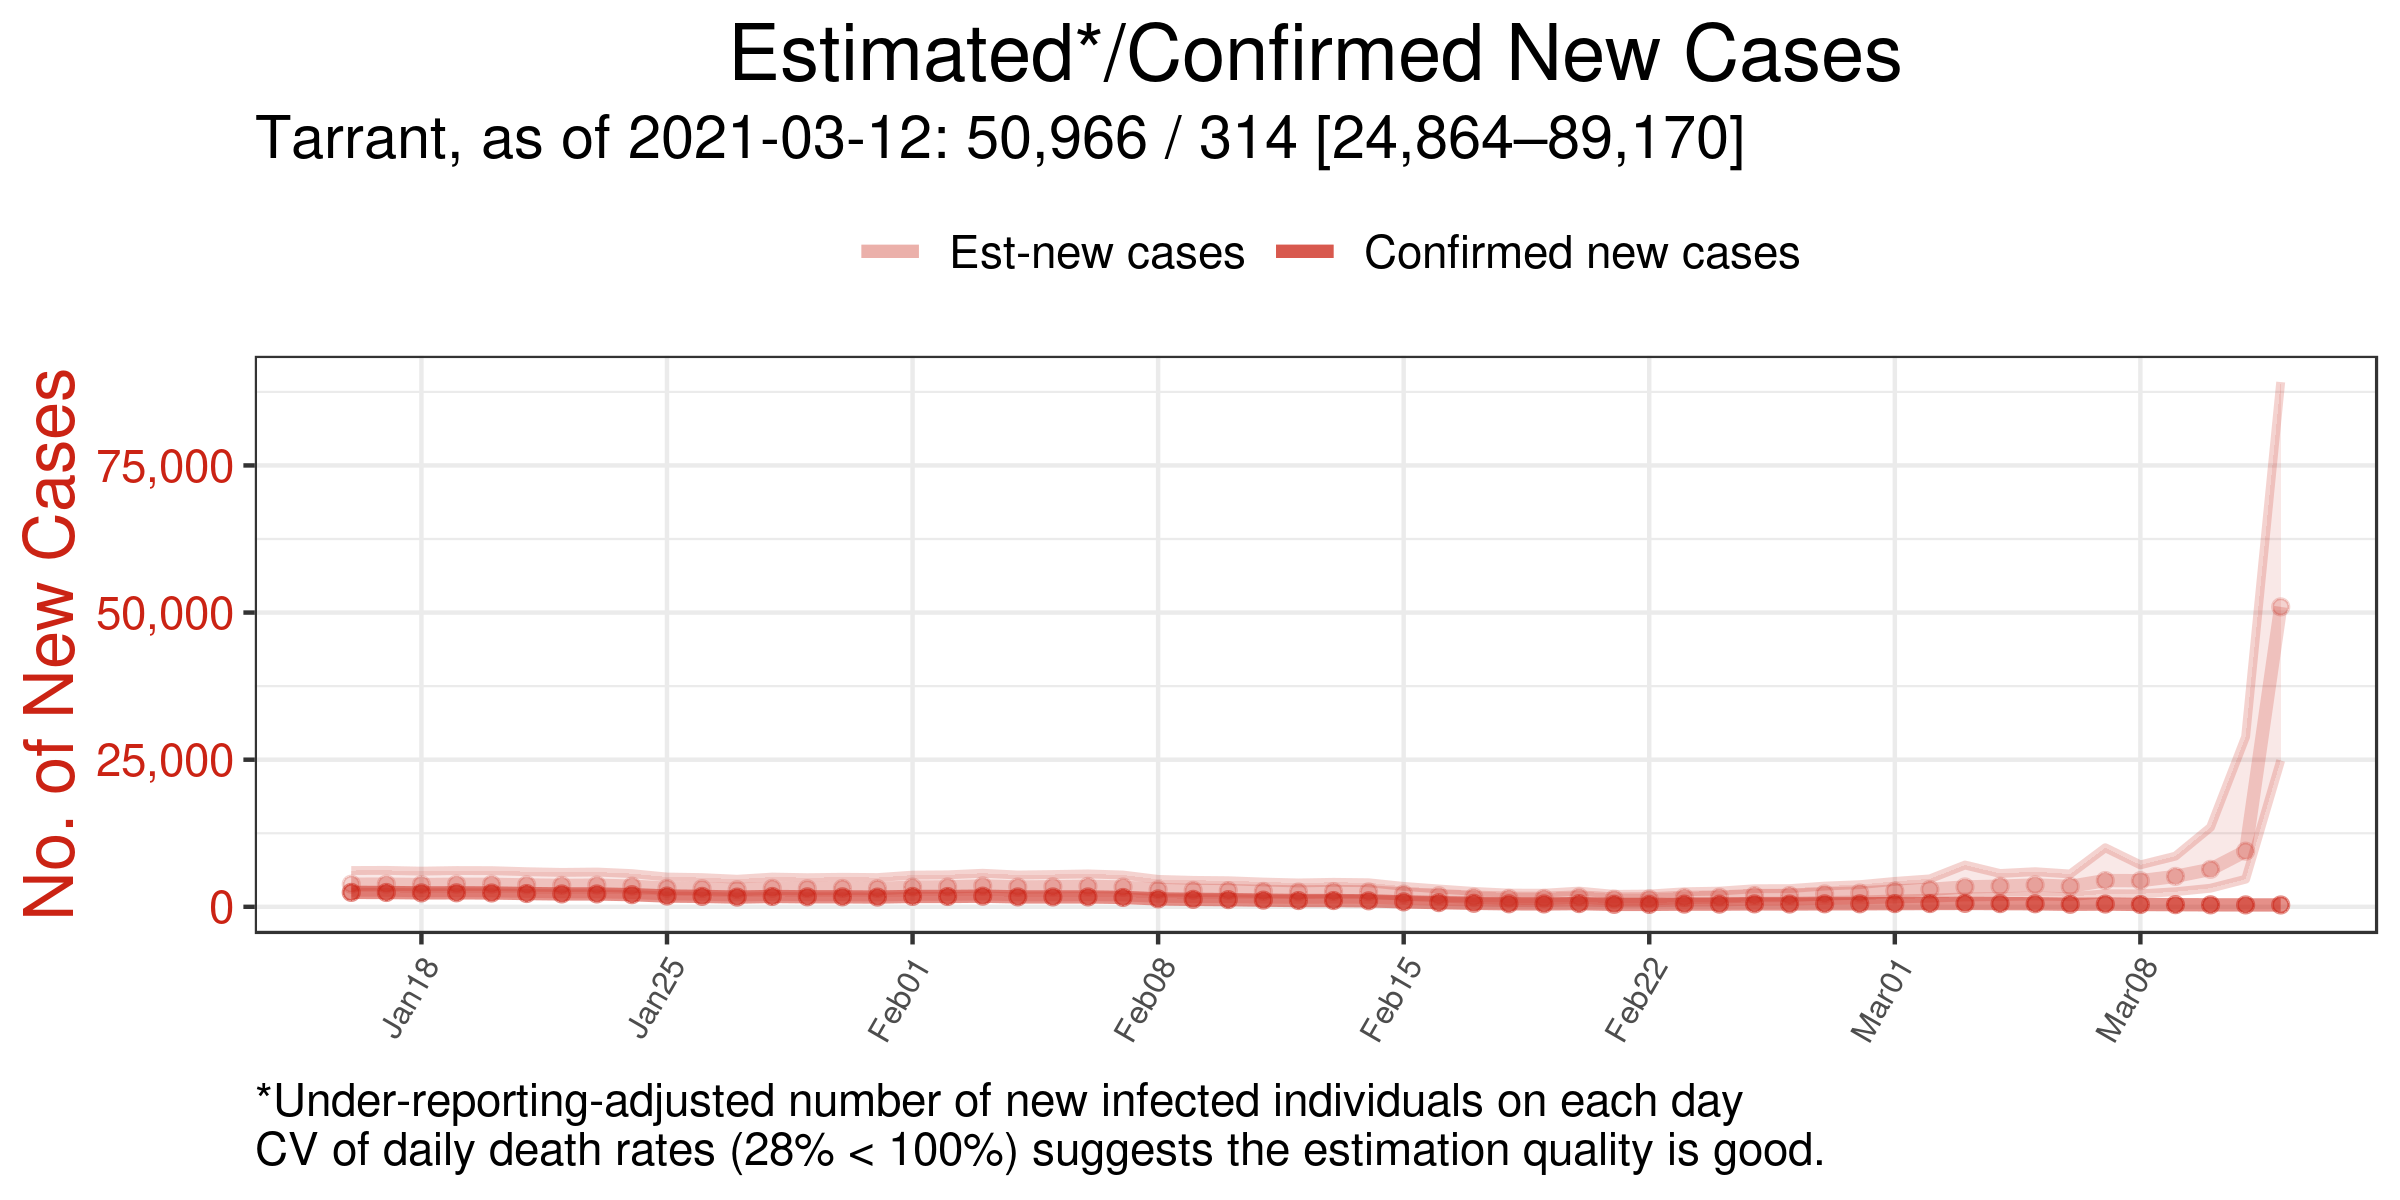 Estimated*/Confirmed New Cases
Tarrant, as of 2021-03-12: 50,966 / 314 [24,864–89,170]
Est-new cases
Confirmed new cases
No. of New Cases
75,000
50,000
25,000
0
Jan18
Jan25
Feb01
Feb08
Feb15
Feb22
Mar01
Mar08
*Under-reporting-adjusted number of new infected individuals on each day
CV of daily death rates (28% < 100%) suggests the estimation quality is good.